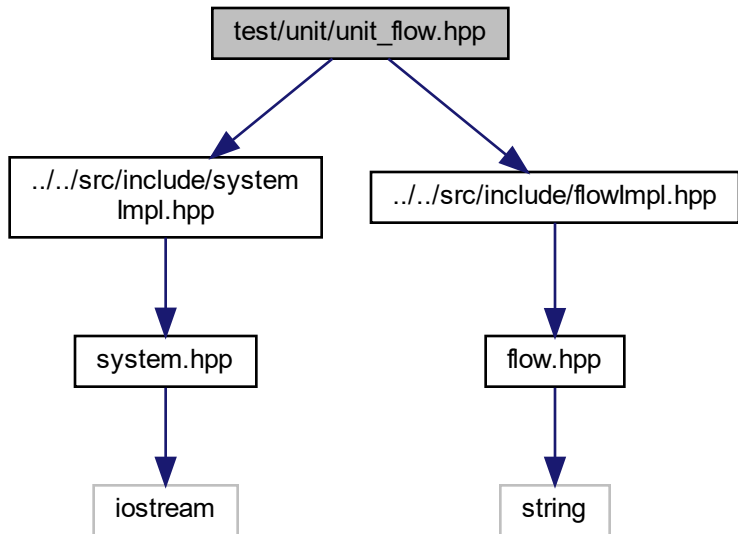 test/unit/unit_flow.hpp
../../src/include/system
Impl.hpp
../../src/include/flowImpl.hpp
system.hpp
flow.hpp
iostream
string